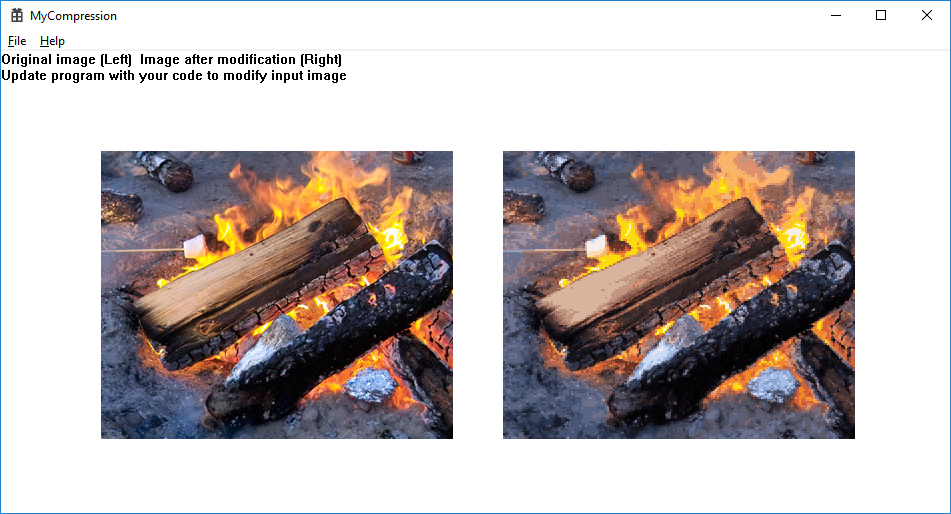 MyCompression
File Help
Original image (Left)  Image after modification (Right)
Update program with your code to modify input image